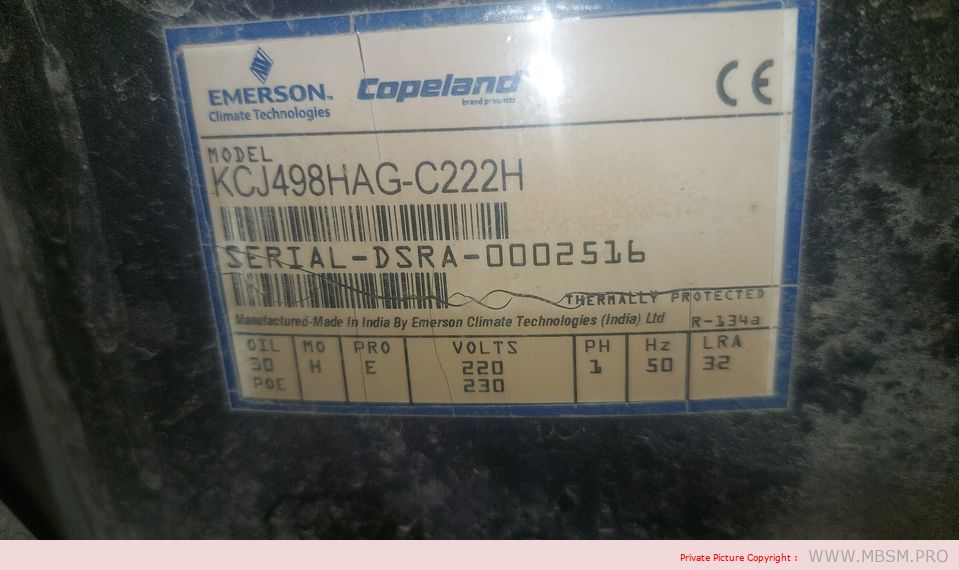 EMERSON™
Climate Technologies
Copeland
brand products
CE
MODEL
KCJ498HAG-C222H
SERIAL-DSRA-0002516
THERMALLY PROTECTED
Manufactured-Made In India By Emerson Climate Technologies (India) Ltd
R-134a
OIL MO PRO VOLTS PH Hz LRA
30 H E 220 1 50 32
POE 230
Private Picture Copyright : WWW.MBSM.PRO